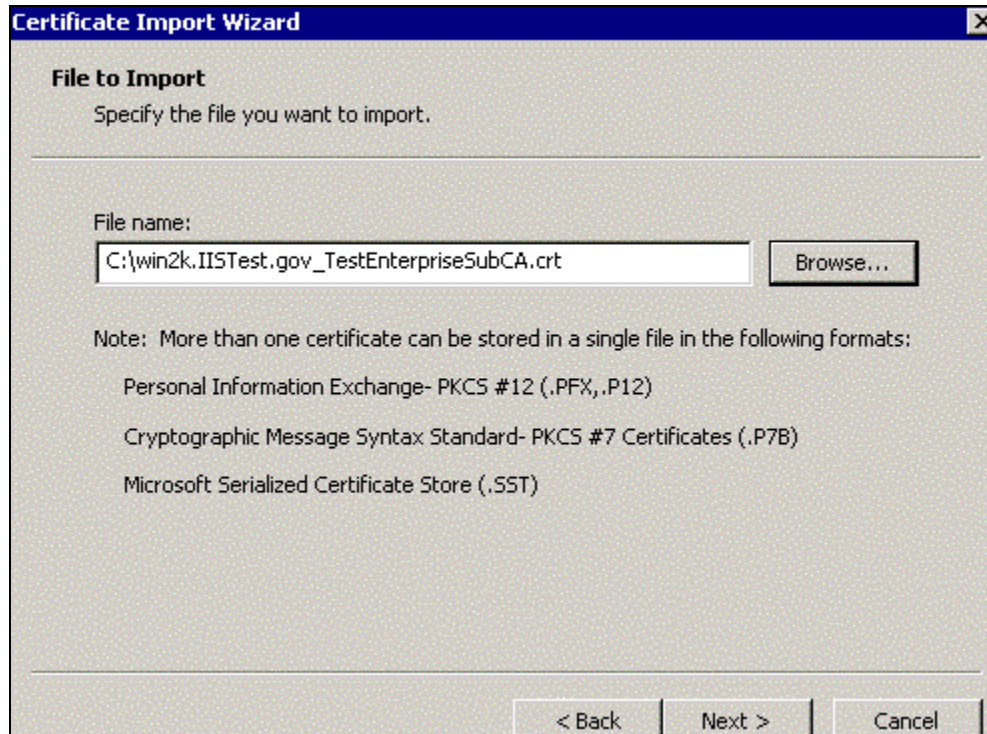 Certificate Import Wizard
File to Import
Specify the file you want to import.
File name:
C:\win2k.IISTest.gov_TestEnterpriseSubCA.crt
Browse...
Note: More than one certificate can be stored in a single file in the following formats:
Personal Information Exchange- PKCS #12 (.PFX,.P12)
Cryptographic Message Syntax Standard- PKCS #7 Certificates (.P7B)
Microsoft Serialized Certificate Store (.SST)
< Back Next > Cancel